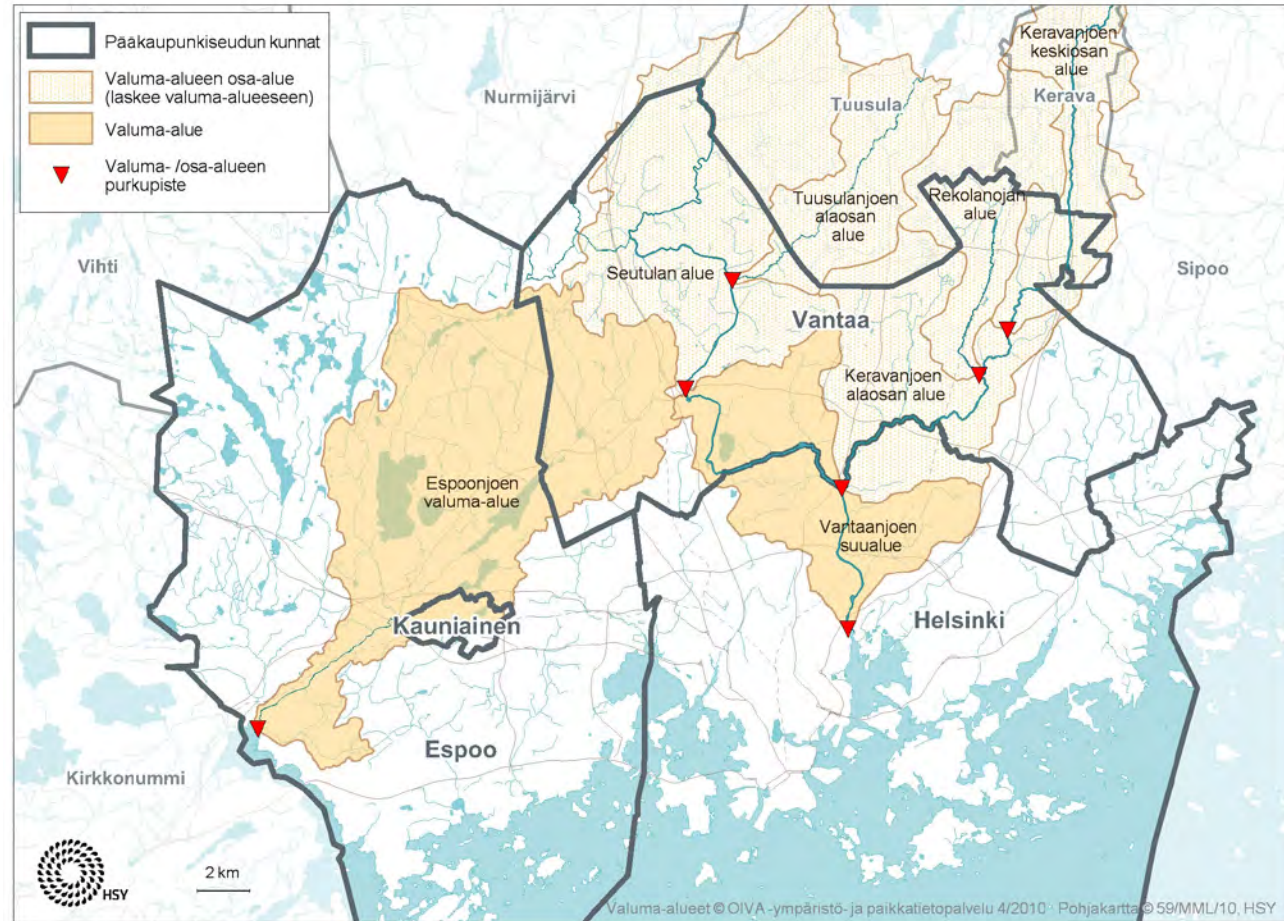 Pääkaupunkiseudun kunnat
Valuma-alueen osa-alue
(laskee valuma-alueeseen)
Valuma-alue
Valuma- /osa-alueen
purkupiste
Nurmijärvi
Tuusula
Keravanjoen
keskiosan
alue
Kerava
Tuusulanjoen
alaosan
alue
Rekolanojan
alue
Vihti
Seutulan alue
Sipoo
Vantaa
Keravanjoen
alaosan alue
Espoonjoen
valuma-alue
Vantaanjoen
suualue
Kauniainen
Helsinki
Espoo
Kirkkonummi
HSY
2 km
Valuma-alueet © OIVA -ympäristö- ja paikkatietopalvelu 4/2010 Pohjakartta © 59/MML/10, HSY